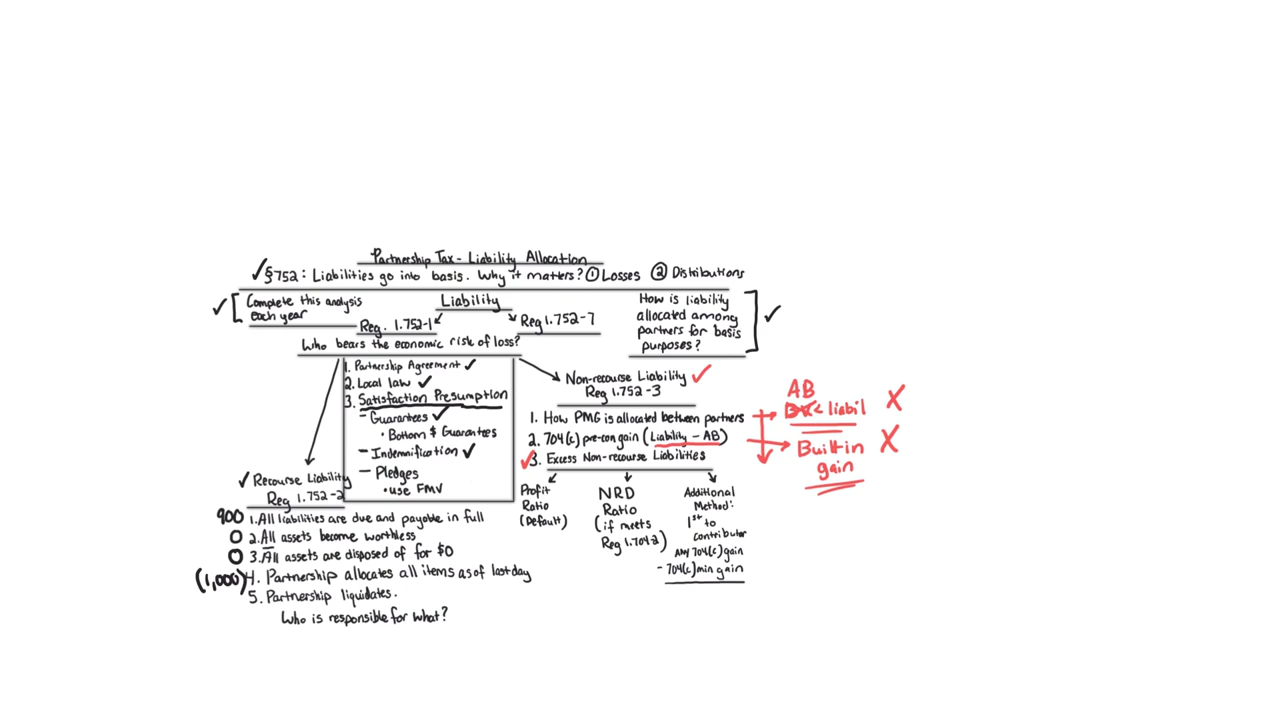 Partnership Tax - Liability Allocation
✓§752: Liabilities go into basis. Why it matters? ① Losses ② Distributions
✓ [Complete this analysis
each year
Liability
Reg. 1.752-1
Reg 1.752-7
How is liability
allocated among
partners for basis
purposes?] ✓
Who bears the economic risk of loss?
1. Partnership Agreement ✓
2. Local law ✓
3. Satisfaction Presumption
- Guarantees ✓
• Bottom $ Guarantees
- Indemnification ✓
- Pledges
• use FMV
✓ Recourse Liability
Reg 1.752-2
900 1. All liabilities are due and payable in full
0 2. All assets become worthless
0 3. All assets are disposed of for $0
(1,000) 4. Partnership allocates all items as of last day
5. Partnership liquidates.
Who is responsible for what?
Non-recourse Liability ✓
Reg 1.752-3
1. How PMG is allocated between partners
2. 704(c) pre-con gain (Liability - AB)
✓ 3. Excess Non-recourse Liabilities
Profit
Ratio
(Default)
NRD
Ratio
(if meets
Reg 1.704-2)
Additional
Method:
1st to
contributor
any 704(c) gain
- 704(c) min gain
AB
< liabil X
Built-in X
gain